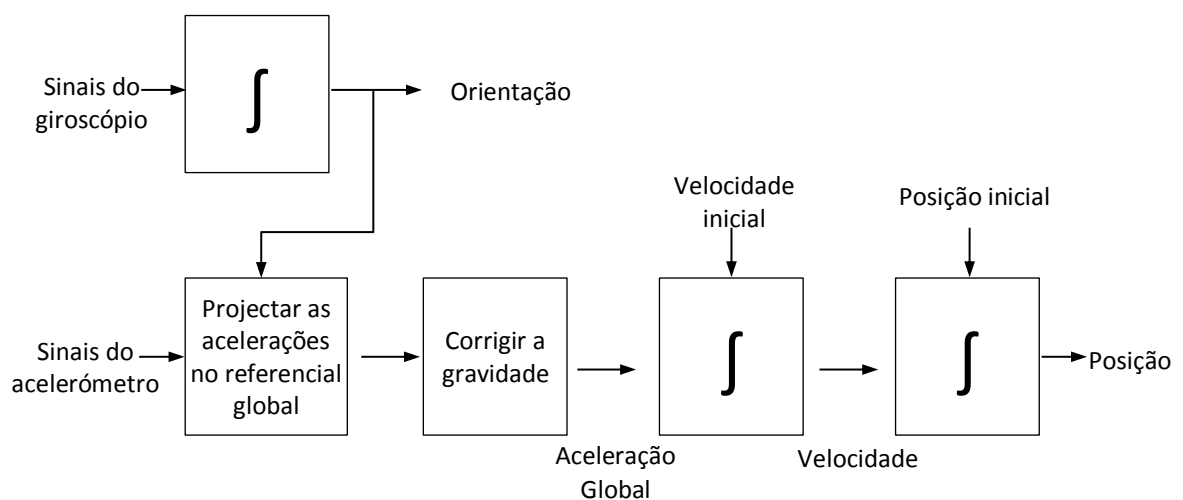 Sinais do
giroscópio
∫
Orientação
Velocidade
inicial
Posição inicial
Sinais do
acelerómetro
Projectar as
acelerações
no referencial
global
Corrigir a
gravidade
∫
∫
Posição
Aceleração
Global
Velocidade